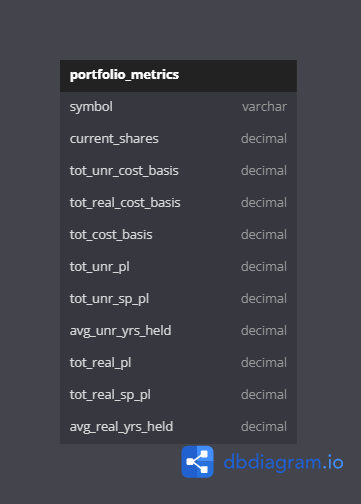 portfolio_metrics
symbol varchar
current_shares decimal
tot_unr_cost_basis decimal
tot_real_cost_basis decimal
tot_cost_basis decimal
tot_unr_pl decimal
tot_unr_sp_pl decimal
avg_unr_yrs_held decimal
tot_real_pl decimal
tot_real_sp_pl decimal
avg_real_yrs_held decimal
dbdiagram.io